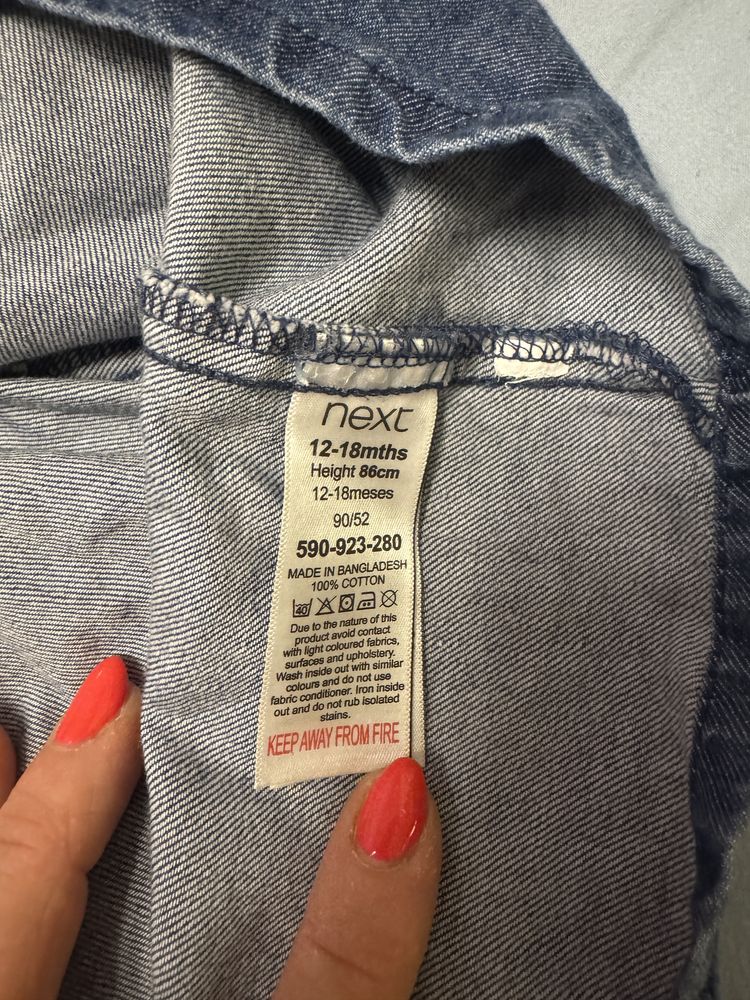 next
12-18mths
Height 86cm
12-18meses
90/52
590-923-280
MADE IN BANGLADESH
100% COTTON
40
Due to the nature of this
product avoid contact
with light coloured fabrics,
surfaces and upholstery.
Wash inside out with similar
colours and do not use
fabric conditioner. Iron inside
out and do not rub isolated
stains.
KEEP AWAY FROM FIRE